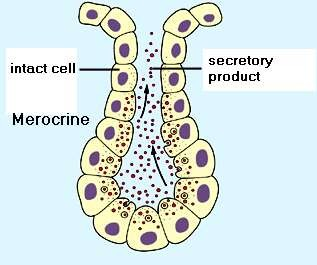 intact cell
secretory
product
Merocrine